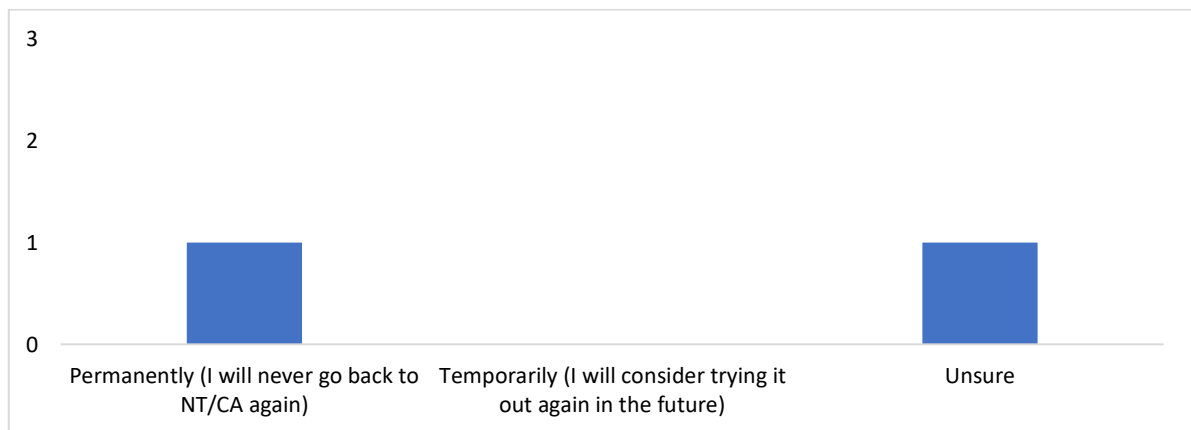 3
2
1
0
Permanently (I will never go back to
NT/CA again)
Temporarily (I will consider trying it
out again in the future)
Unsure